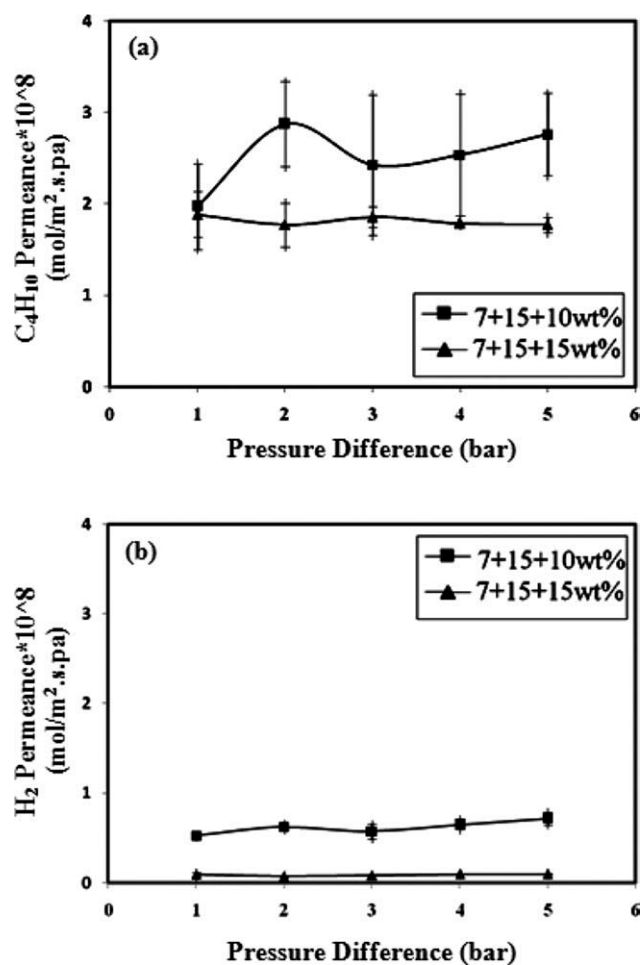 (a)
C₄H₁₀ Permeance*10^8
(mol/m².s.pa)
4
3
2
1
0
7+15+10wt%
7+15+15wt%
0 1 2 3 4 5 6
Pressure Difference (bar)
(b)
H₂ Permeance*10^8
(mol/m².s.pa)
4
3
2
1
0
7+15+10wt%
7+15+15wt%
0 1 2 3 4 5 6
Pressure Difference (bar)